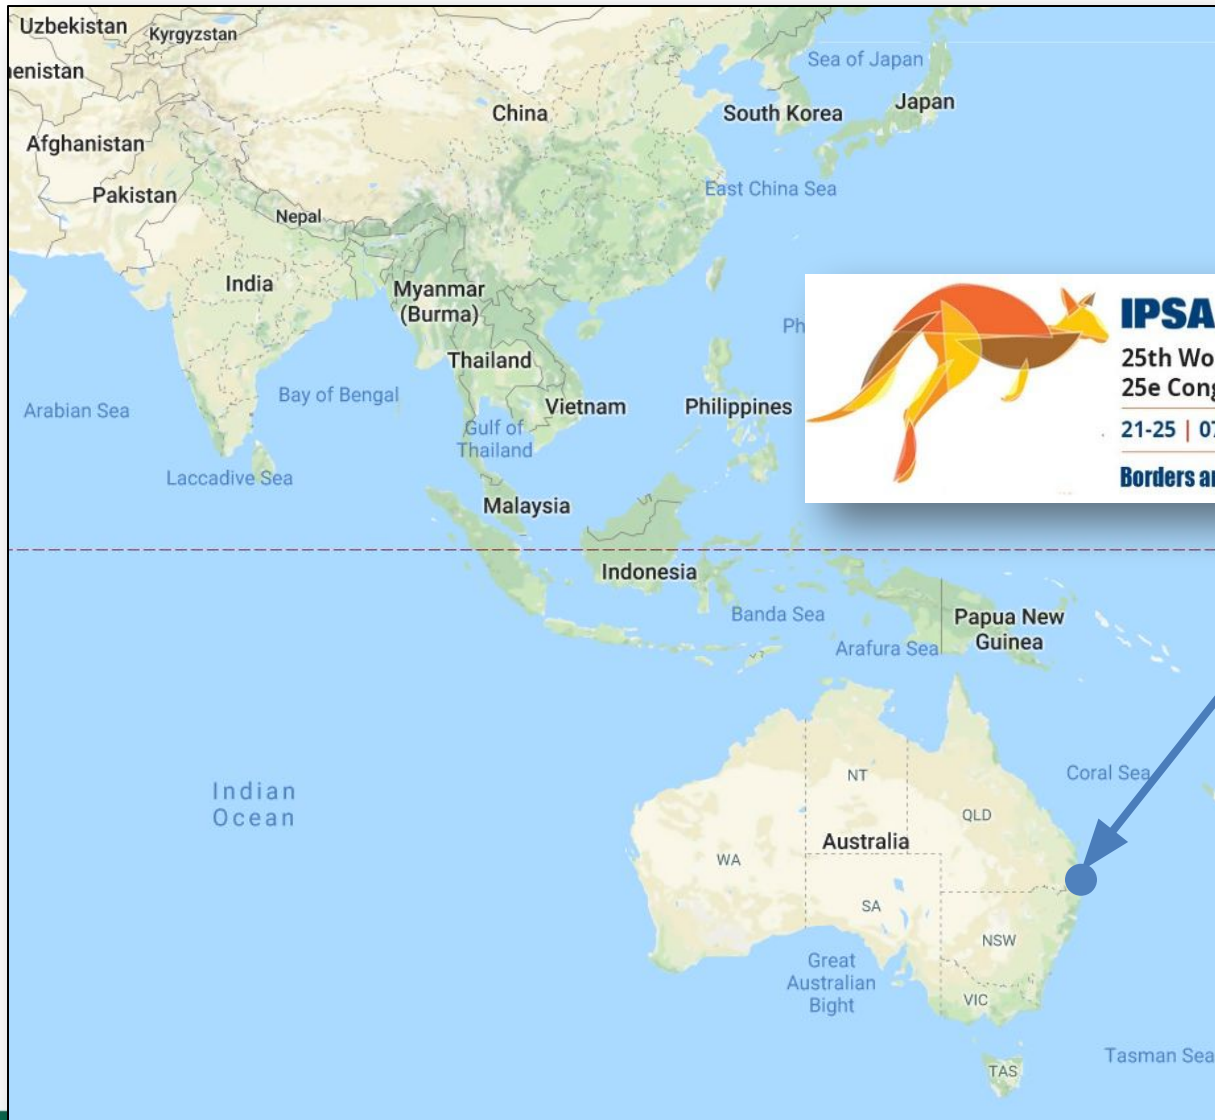 Uzbekistan
Kyrgyzstan
Sea of Japan
China
South Korea
Japan
Afghanistan
Pakistan
East China Sea
Nepal
India
Myanmar
(Burma)
IPSA
25th
25e
21-25 |
Borders
Thailand
Bay of Bengal
Arabian Sea
Vietnam
Philippines
Gulf of
Thailand
Laccadive Sea
Malaysia
Indonesia
Banda Sea
Papua New
Guinea
Arafura Sea
Coral Sea
NT
Indian
Ocean
QLD
Australia
WA
SA
NSW
Great
Australian
Bight
VIC
Tasman Sea
TAS